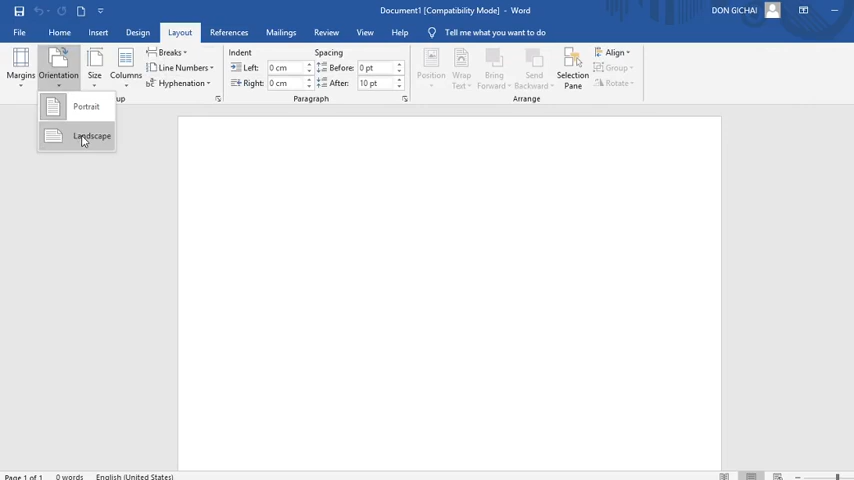 Document1 [Compatibility Mode] - Word
DON GICHAI
File Home Insert Design Layout References Mailings Review View Help Tell me what you want to do
Margins Orientation Size Columns
Breaks
Line Numbers
Hyphenation
Indent Spacing
Left: 0 cm Before: 0 pt
Right: 0 cm After: 10 pt
Position Wrap Text Bring Forward Send Backward Selection Pane
Align
Group
Rotate
Paragraph
Arrange
Portrait
Landscape
Page 1 of 1 0 words English (United States)